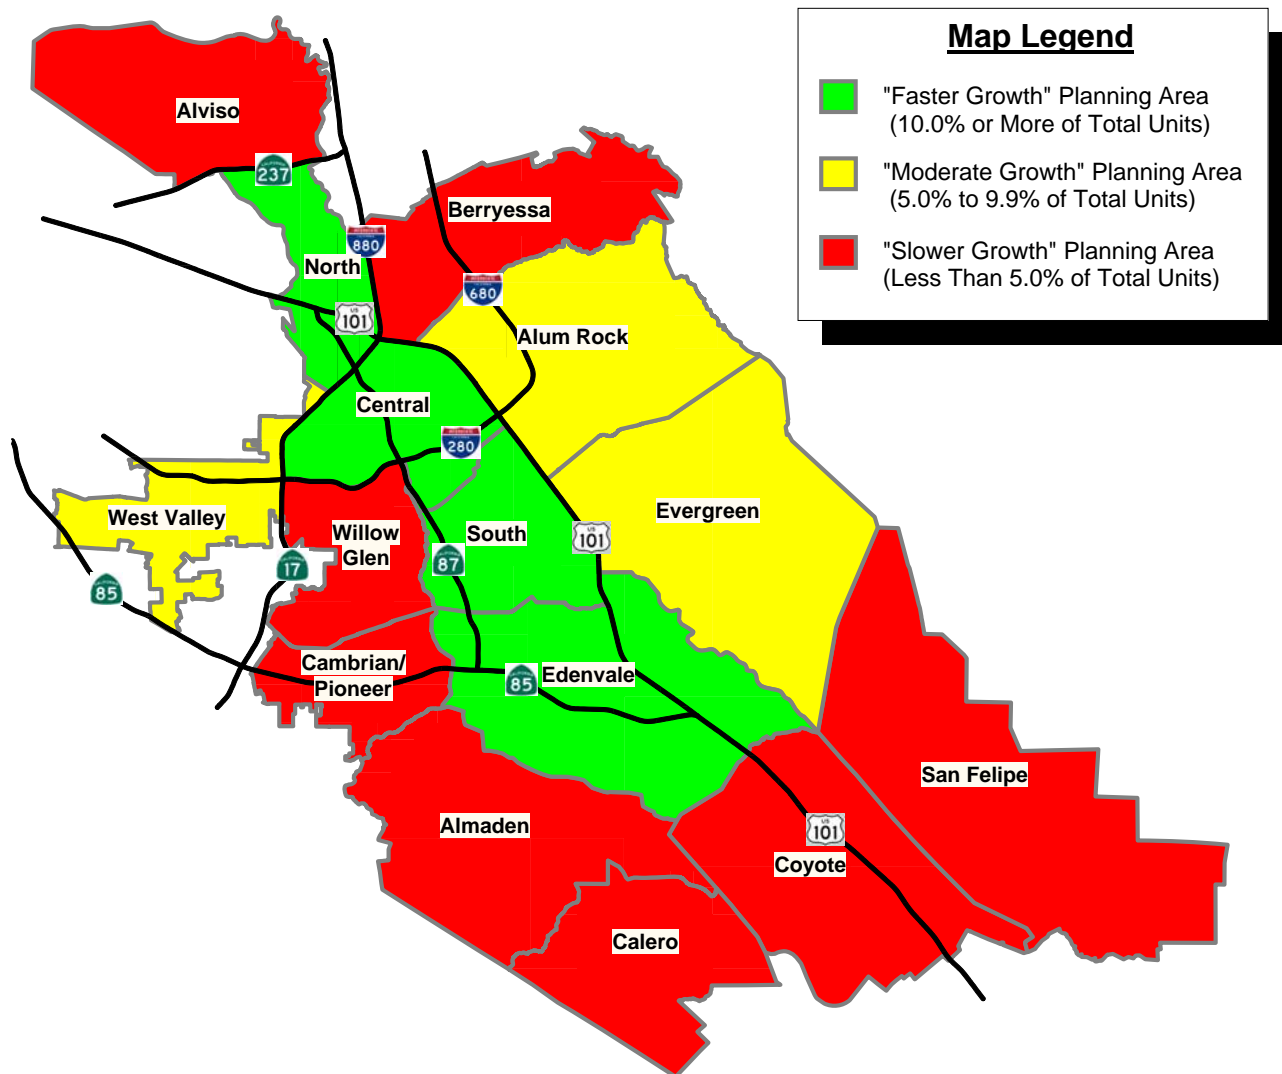 Map Legend
"Faster Growth" Planning Area
(10.0% or More of Total Units)
"Moderate Growth" Planning Area
(5.0% to 9.9% of Total Units)
"Slower Growth" Planning Area
(Less Than 5.0% of Total Units)
Alviso
237
Berryessa
880
North
680
US
101
Alum Rock
Central
280
Evergreen
West Valley
Willow
Glen
South
US
101
87
17
85
Cambrian/
Pioneer
Edenvale
85
San Felipe
Almaden
US
101
Coyote
Calero